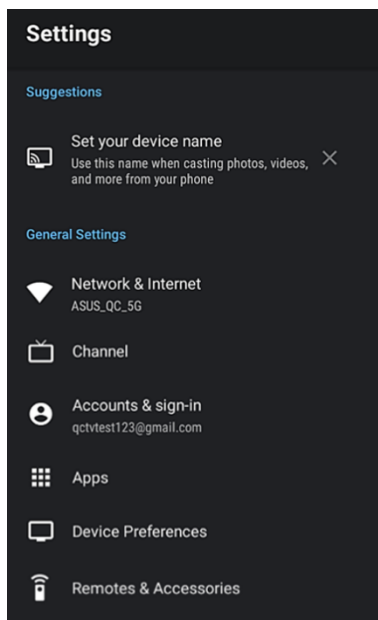 Settings
Suggestions
Set your device name
Use this name when casting photos, videos,
and more from your phone
General Settings
Network & Internet
ASUS_QC_5G
Channel
Accounts & sign-in
qctvtest123@gmail.com
Apps
Device Preferences
Remotes & Accessories